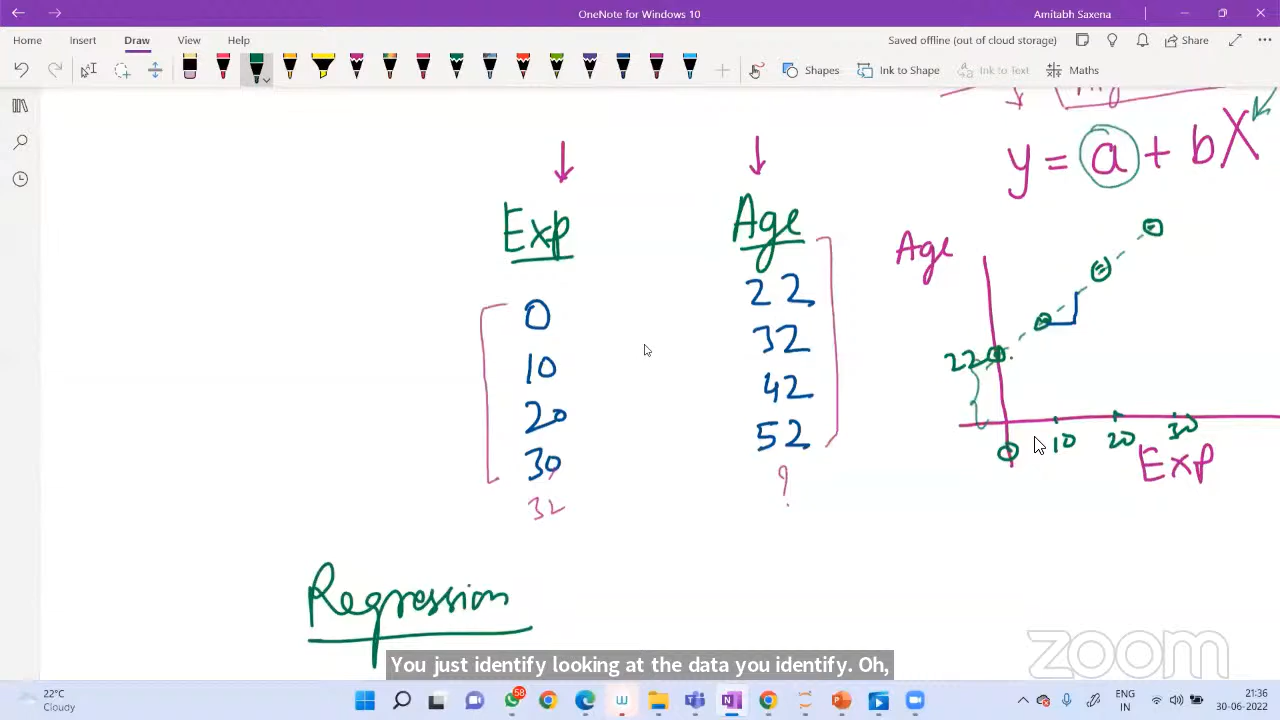 OneNote for Windows 10
Amitabh Saxena
Home Insert Draw View Help
Saved offline (out of cloud storage)
Share
Shapes
Ink to Shape
Ink to Text
Maths
y = a + bX
Exp Age
0 22
10 32
20 42
30 52
32 ?
Age
22
0 10 20 30
Exp
Regression
You just identify looking at the data you identify. Oh,
zoom
22°C
58
ENG
IN
21:36
30-06-2022